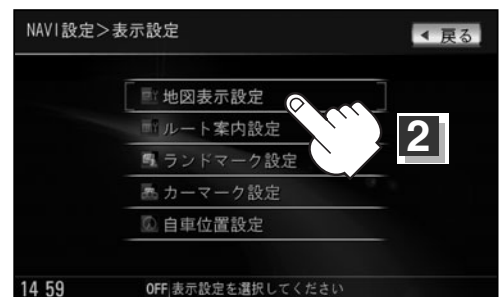 NAVI設定＞表示設定
◀ 戻る
地図表示設定
ルート案内設定
2
ランドマーク設定
カーマーク設定
自車位置設定
14 59
OFF 表示設定を選択してください